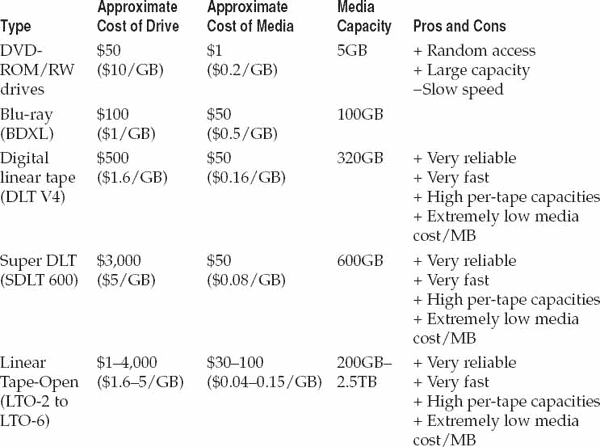 Type Approximate Cost of Drive Approximate Cost of Media Media Capacity Pros and Cons
DVD- $50 $1 5GB + Random access
ROM/RW ($10/GB) ($0.2/GB) + Large capacity
drives −Slow speed
Blu-ray $100 $50 100GB
(BDXL) ($1/GB) ($0.5/GB)
Digital $500 $50 320GB + Very reliable
linear tape ($1.6/GB) ($0.16/GB) + Very fast
(DLT V4) + High per-tape capacities
+ Extremely low media
cost/MB
Super DLT $3,000 $50 600GB + Very reliable
(SDLT 600) ($5/GB) ($0.08/GB) + Very fast
+ High per-tape capacities
+ Extremely low media
cost/MB
Linear $1–4,000 $30–100 200GB– + Very reliable
Tape-Open ($1.6–5/GB) ($0.04–0.15/GB) 2.5TB + Very fast
(LTO-2 to + High per-tape capacities
LTO-6) + Extremely low media
cost/MB